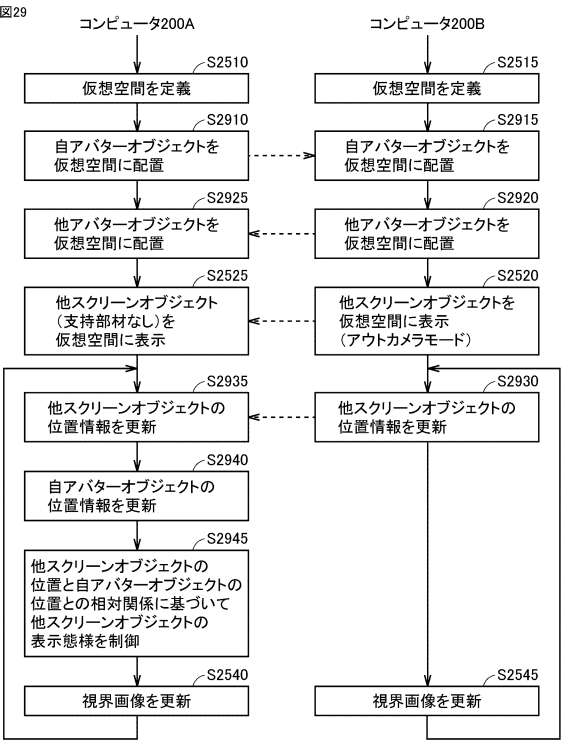 図29
コンピュータ200A
コンピュータ200B
S2510
仮想空間を定義
S2515
仮想空間を定義
S2910
自アバターオブジェクトを
仮想空間に配置
S2915
自アバターオブジェクトを
仮想空間に配置
S2925
他アバターオブジェクトを
仮想空間に配置
S2920
他アバターオブジェクトを
仮想空間に配置
S2525
他スクリーンオブジェクト
(支持部材なし)を
仮想空間に表示
S2520
他スクリーンオブジェクトを
仮想空間に表示
(アウトカメラモード)
S2935
他スクリーンオブジェクトの
位置情報を更新
S2930
他スクリーンオブジェクトの
位置情報を更新
S2940
自アバターオブジェクトの
位置情報を更新
S2945
他スクリーンオブジェクトの
位置と自アバターオブジェクトの
位置との相対関係に基づいて
他スクリーンオブジェクトの
表示態様を制御
S2540
視界画像を更新
S2545
視界画像を更新